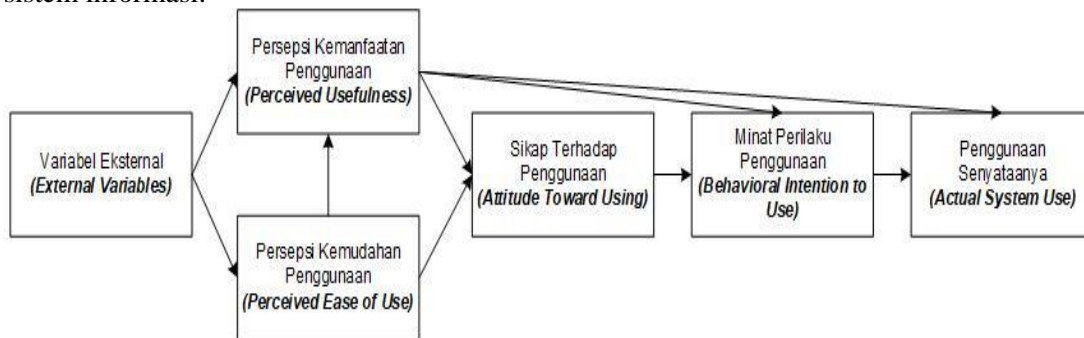 sistem informasi.
Persepsi Kemanfaatan
Penggunaan
(Perceived Usefulness)
Variabel Eksternal
(External Variables)
Sikap Terhadap
Penggunaan
(Attitude Toward Using)
Minat Perilaku
Penggunaan
(Behavioral Intention to
Use)
Penggunaan
Senyataanya
(Actual System Use)
Persepsi Kemudahan
Penggunaan
(Perceived Ease of Use)